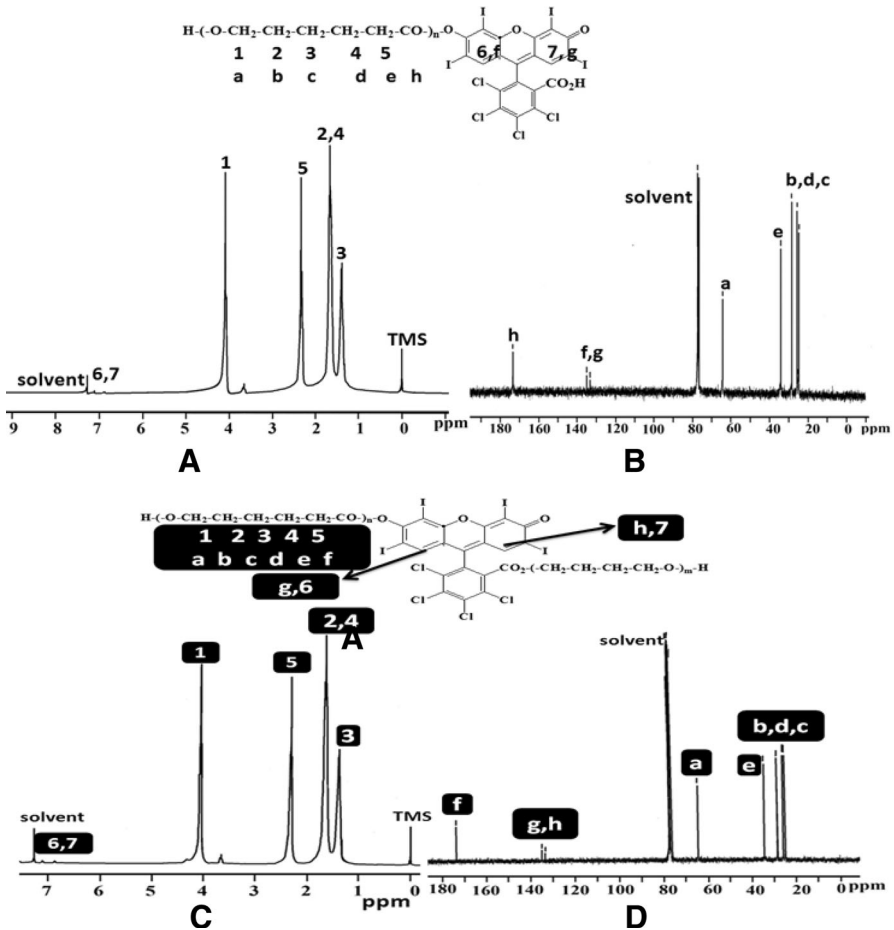 H-(-O—CH₂-CH₂-CH₂-CH₂-CH₂-CO-)ₙ-O
1 2 3 4 5
a b c d e h
I I
O O
I I
6,f 7,g
CO₂H
Cl
Cl
Cl
Cl
1
5
2,4
3
TMS
solvent
6,7
9 8 7 6 5 4 3 2 1 0 ppm
A
solvent
b,d,c
e
a
h
f,g
180 160 140 120 100 80 60 40 20 0 ppm
B
H-(-O—CH₂-CH₂-CH₂-CH₂-CH₂-CO-)ₙ-O
1 2 3 4 5
a b c d e f
I I
O O
I I
h,7
g,6
CO₂-(-CH₂-CH₂-CH₂-CH₂-O-)ₘ-H
Cl
Cl
Cl
Cl
2,4
A
1
5
3
solvent
6,7
TMS
7 6 5 4 3 2 1 0
ppm
C
solvent
b,d,c
a
e
f
g,h
180 160 140 120 100 80 60 40 20 0 ppm
D